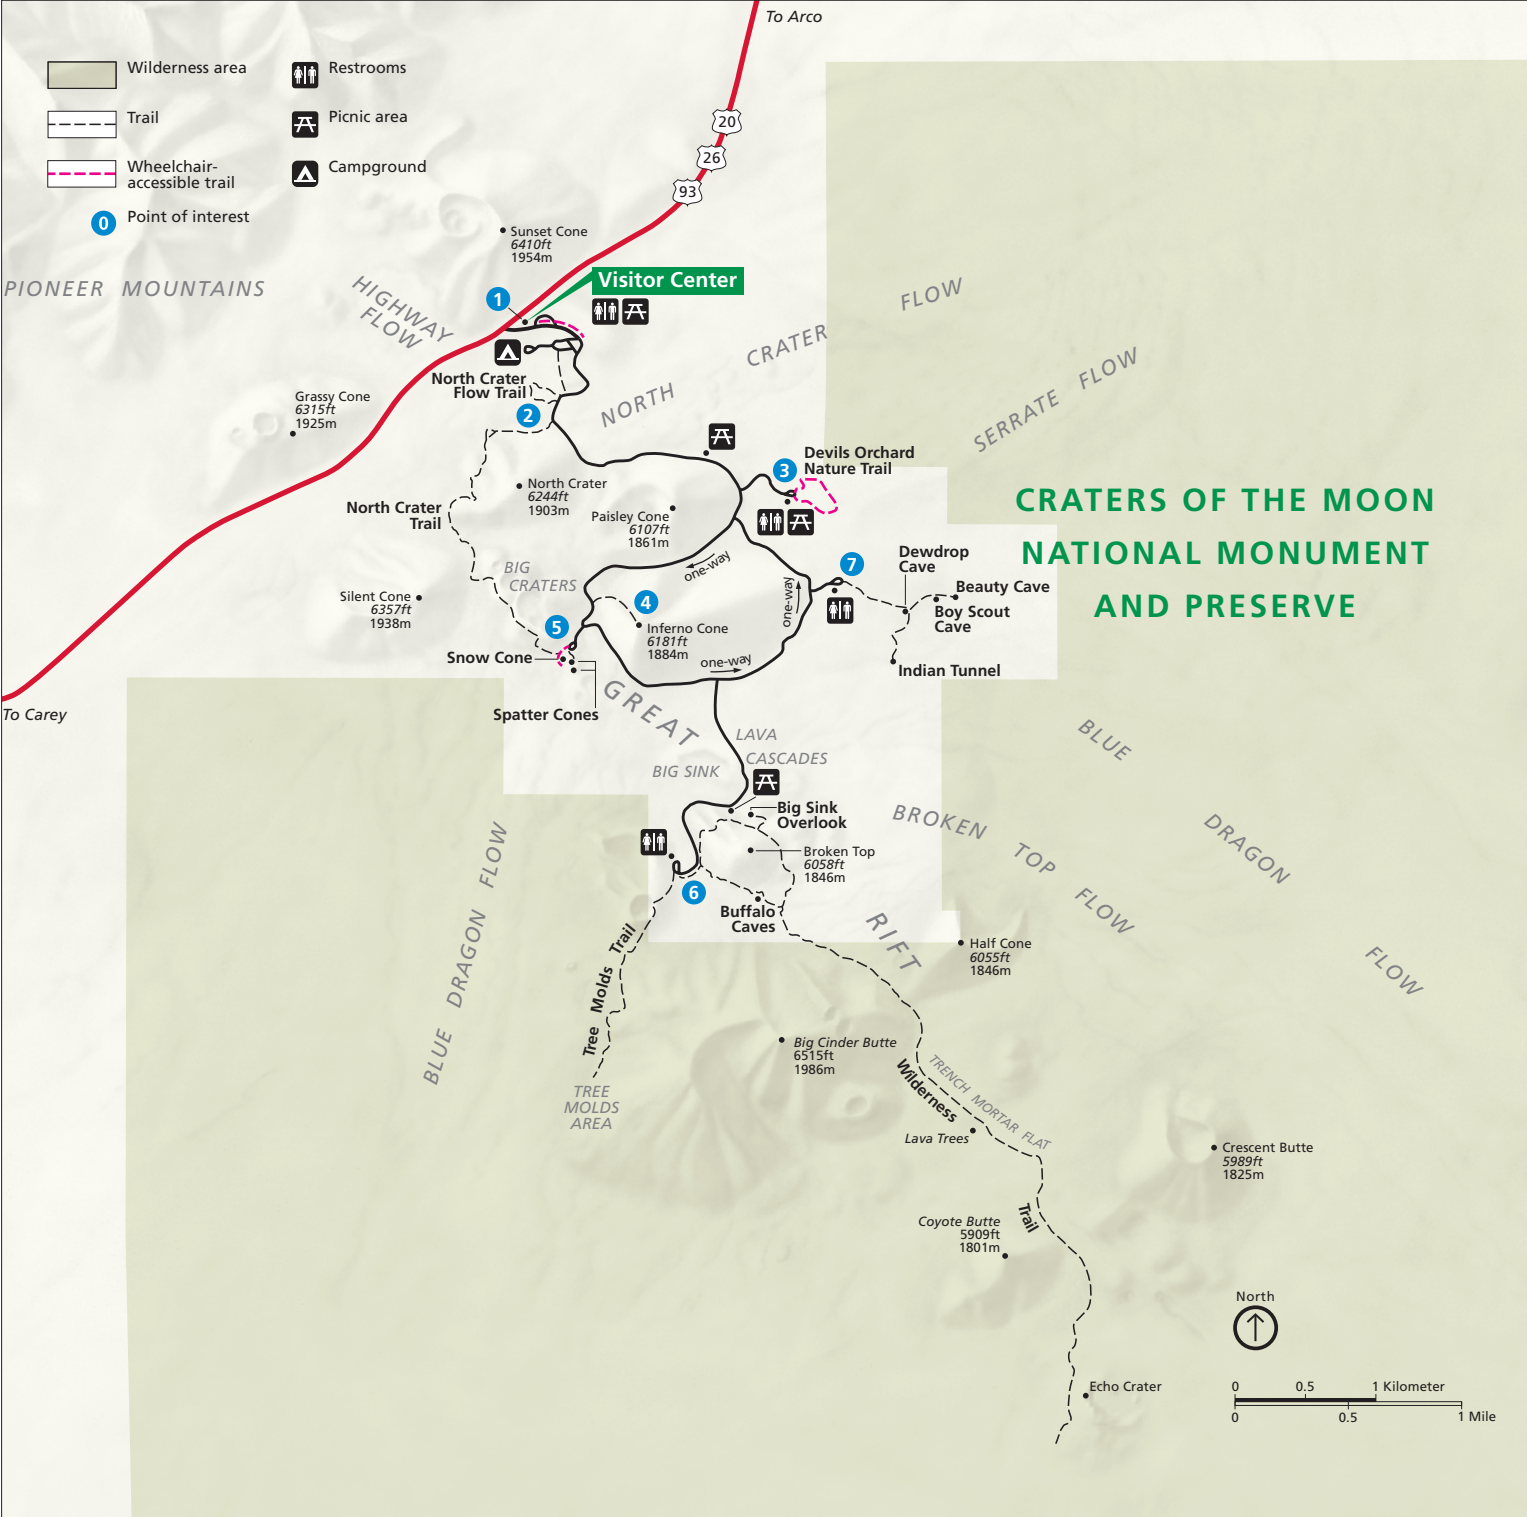 To Arco
Wilderness area
Restrooms
Trail
Picnic area
Wheelchair-
accessible trail
Campground
0
Point of interest
20
26
93
Sunset Cone
6410ft
1954m
PIONEER MOUNTAINS
HIGHWAY
FLOW
Visitor Center
1
North Crater
Flow Trail
2
Grassy Cone
6315ft
1925m
NORTH
CRATER
FLOW
SERRATE FLOW
3
Devils Orchard
Nature Trail
North Crater
6244ft
1903m
North Crater
Trail
Paisley Cone
6107ft
1861m
CRATERS OF THE MOON
NATIONAL MONUMENT
AND PRESERVE
one-way
one-way
one-way
BIG
CRATERS
Silent Cone
6357ft
1938m
4
Inferno Cone
6181ft
1884m
5
Snow Cone
Spatter Cones
7
Dewdrop
Cave
Beauty Cave
Boy Scout
Cave
Indian Tunnel
To Carey
GREAT
RIFT
LAVA
CASCADES
BIG SINK
Big Sink
Overlook
Broken Top
6058ft
1846m
6
Buffalo
Caves
BLUE
DRAGON
FLOW
BROKEN
TOP
FLOW
BLUE DRAGON FLOW
Tree Molds Trail
TREE
MOLDS
AREA
Half Cone
6055ft
1846m
Big Cinder Butte
6515ft
1986m
Wilderness
Trail
TRENCH MORTAR FLAT
Lava Trees
Crescent Butte
5989ft
1825m
Coyote Butte
5909ft
1801m
Echo Crater
North
0
0.5
1 Kilometer
0
0.5
1 Mile